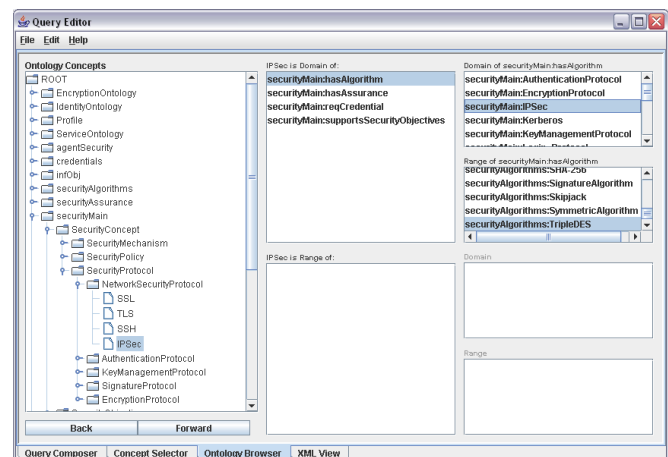 Query Editor
File Edit Help
Ontology Concepts
ROOT
EncryptionOntology
IdentityOntology
Profile
ServiceOntology
agentSecurity
credentials
infObj
securityAlgorithms
securityAssurance
securityMain
SecurityConcept
SecurityMechanism
SecurityPolicy
SecurityProtocol
NetworkSecurityProtocol
SSL
TLS
SSH
IPSec
AuthenticationProtocol
KeyManagementProtocol
SignatureProtocol
EncryptionProtocol
Back Forward
IPSec is Domain of:
securityMain:hasAlgorithm
securityMain:hasAssurance
securityMain:reqCredential
securityMain:supportsSecurityObjectives
IPSec is Range of:
Domain of securityMain:hasAlgorithm
securityMain:AuthenticationProtocol
securityMain:EncryptionProtocol
securityMain:IPSec
securityMain:Kerberos
securityMain:KeyManagementProtocol
Range of securityMain:hasAlgorithm
securityAlgorithms:SHA-256
securityAlgorithms:SignatureAlgorithm
securityAlgorithms:Skipjack
securityAlgorithms:SymmetricAlgorithm
securityAlgorithms:TripleDES
Domain
Range
Query Composer Concept Selector Ontology Browser XML View